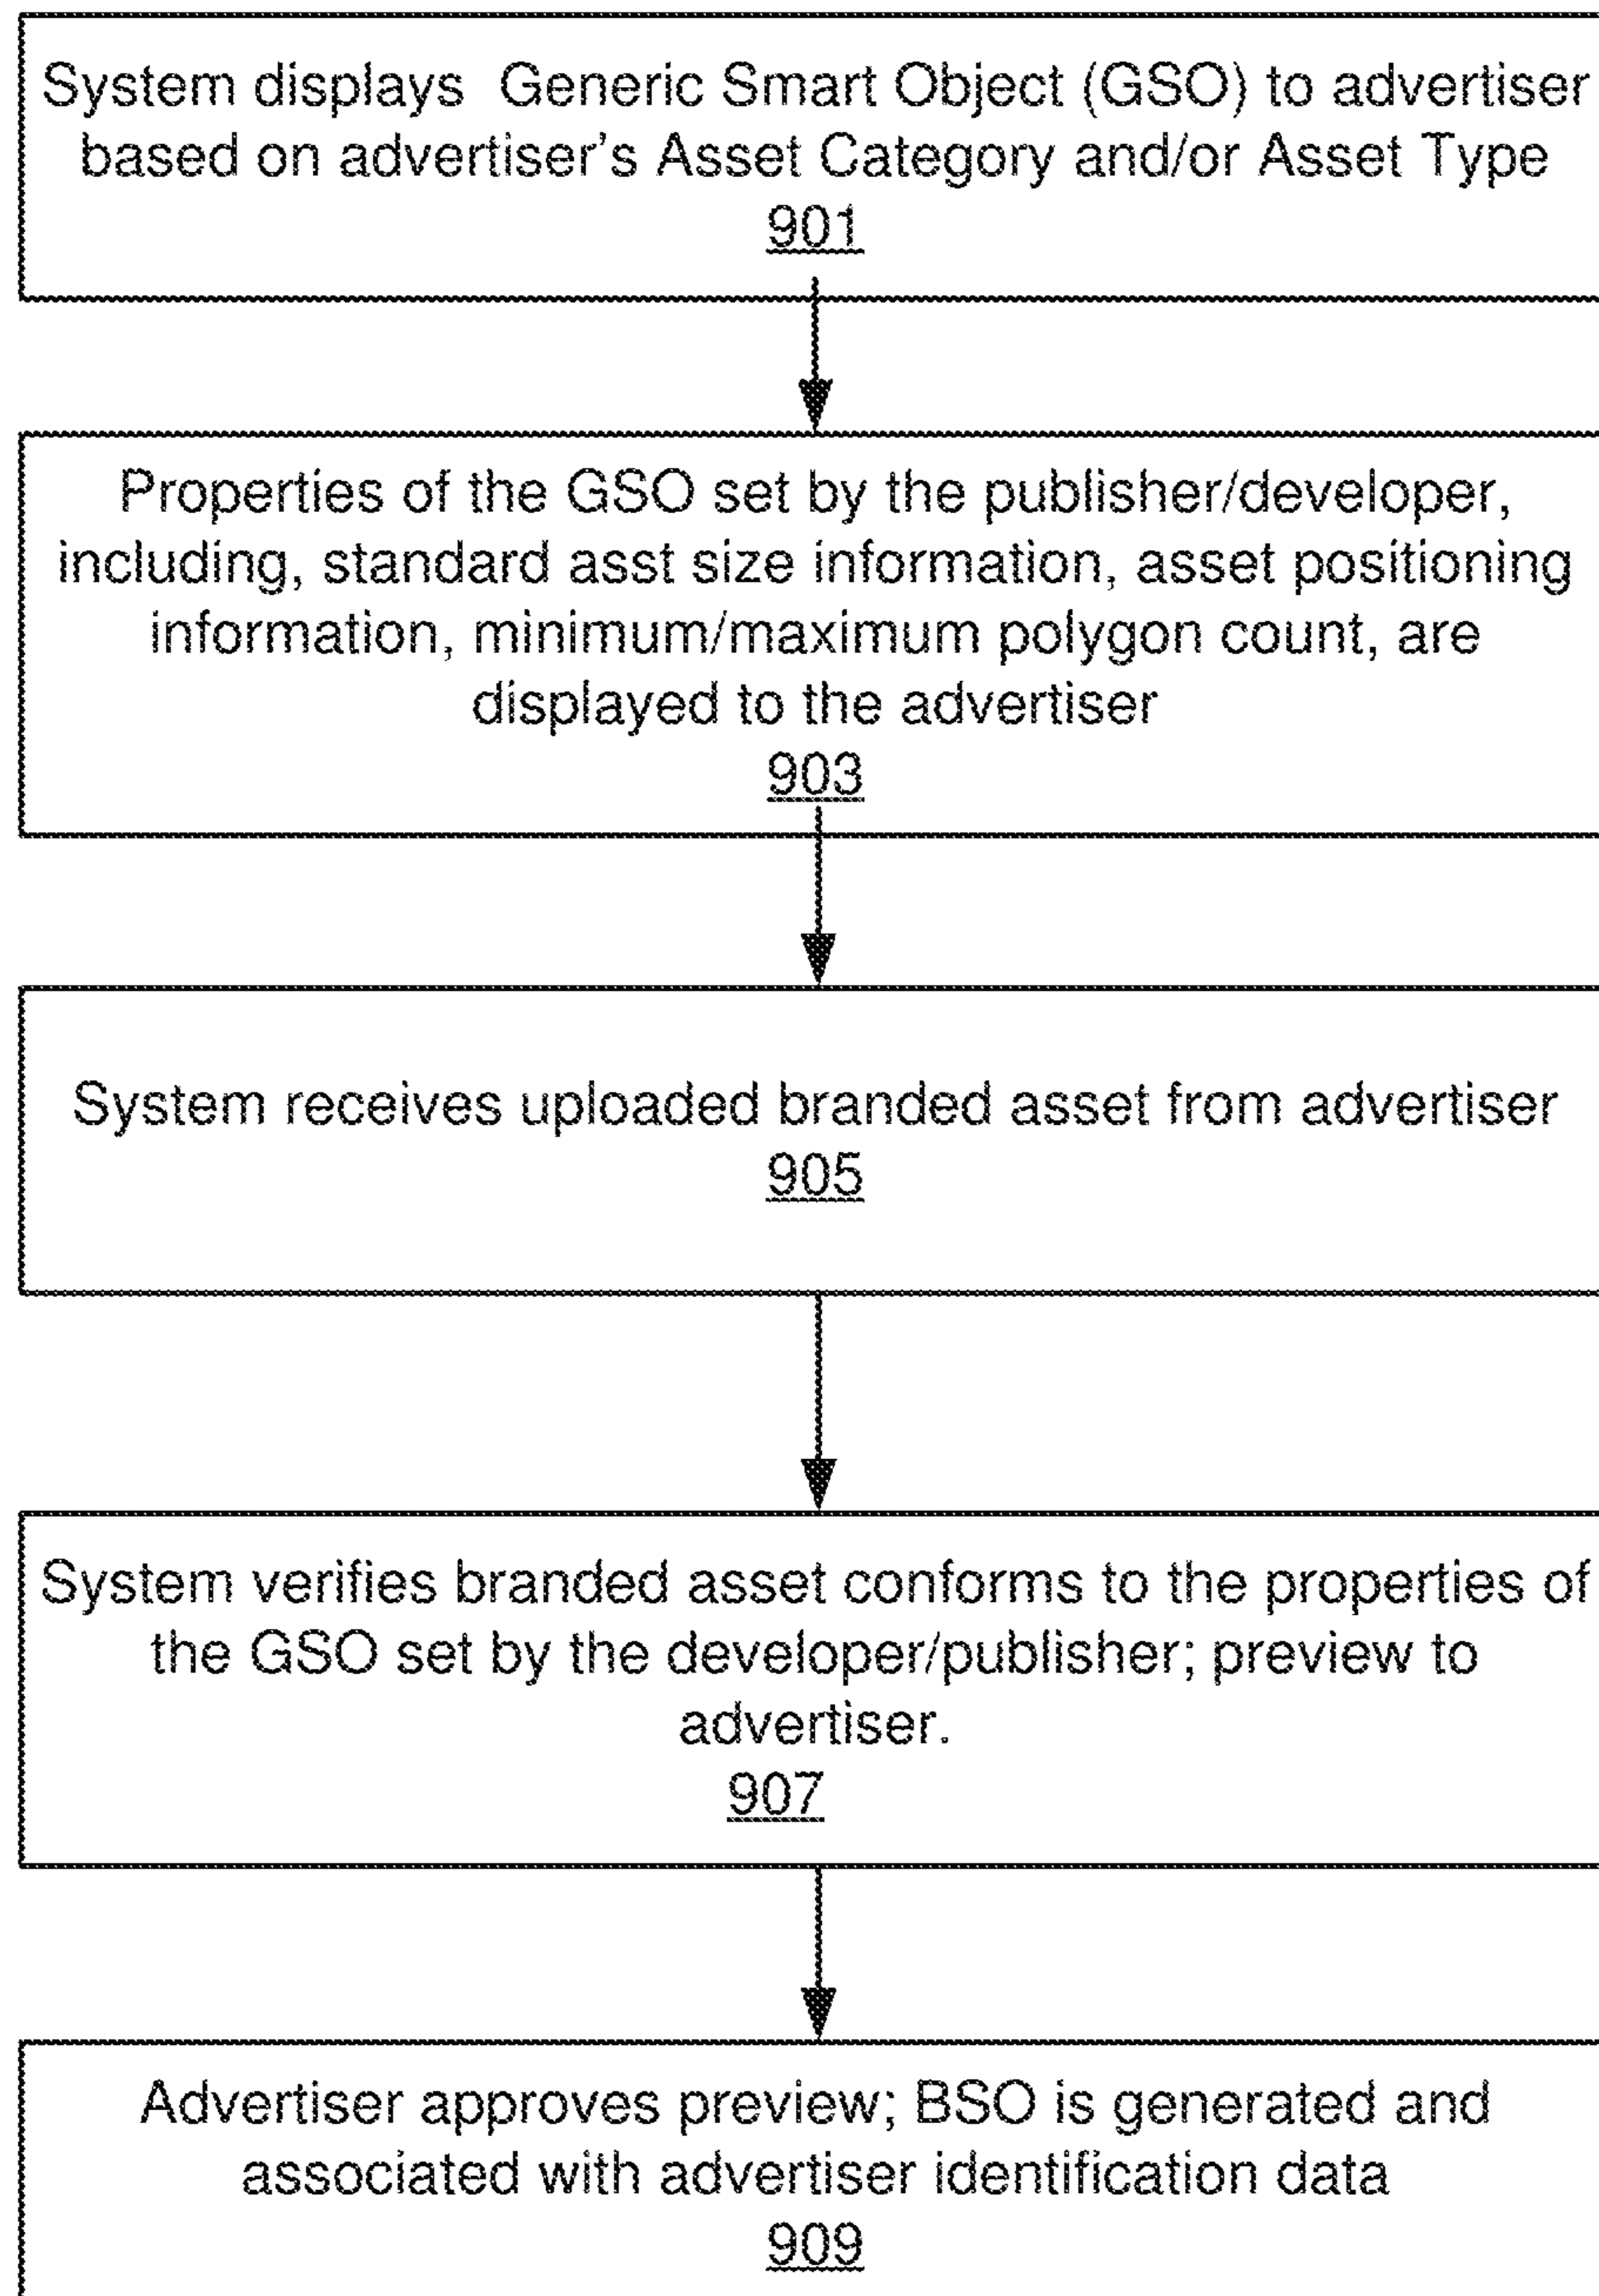 System displays  Generic Smart Object (GSO) to advertiser
based on advertiser’s Asset Category and/or Asset Type
901
Properties of the GSO set by the publisher/developer,
including, standard asst size information, asset positioning
information, minimum/maximum polygon count, are
displayed to the advertiser
903
System receives uploaded branded asset from advertiser
905
System verifies branded asset conforms to the properties of
the GSO set by the developer/publisher; preview to
advertiser.
907
Advertiser approves preview; BSO is generated and
associated with advertiser identification data
909